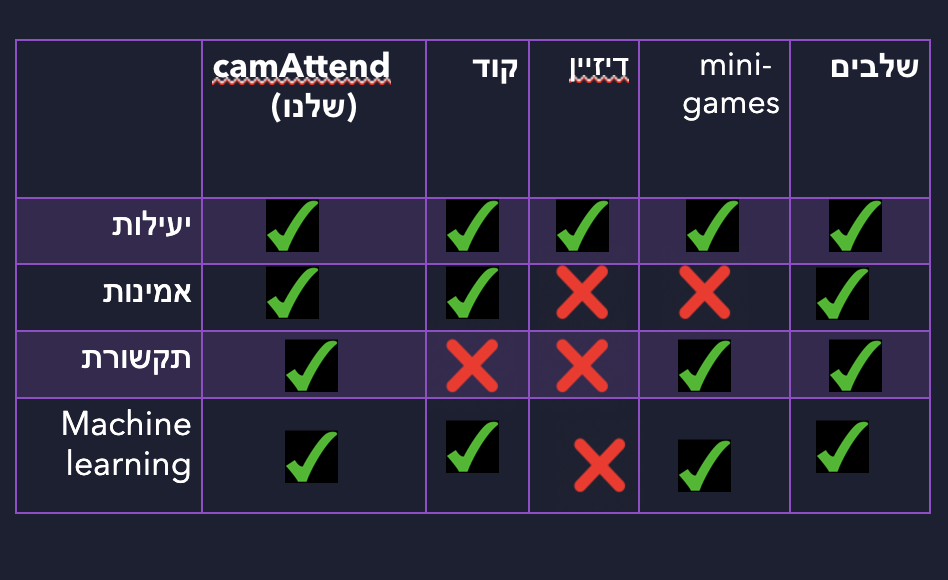 camAttend
(שלנו)
קוד
דיזיין
mini-
games
שלבים
יעילות
אמינות
תקשורת
Machine
learning